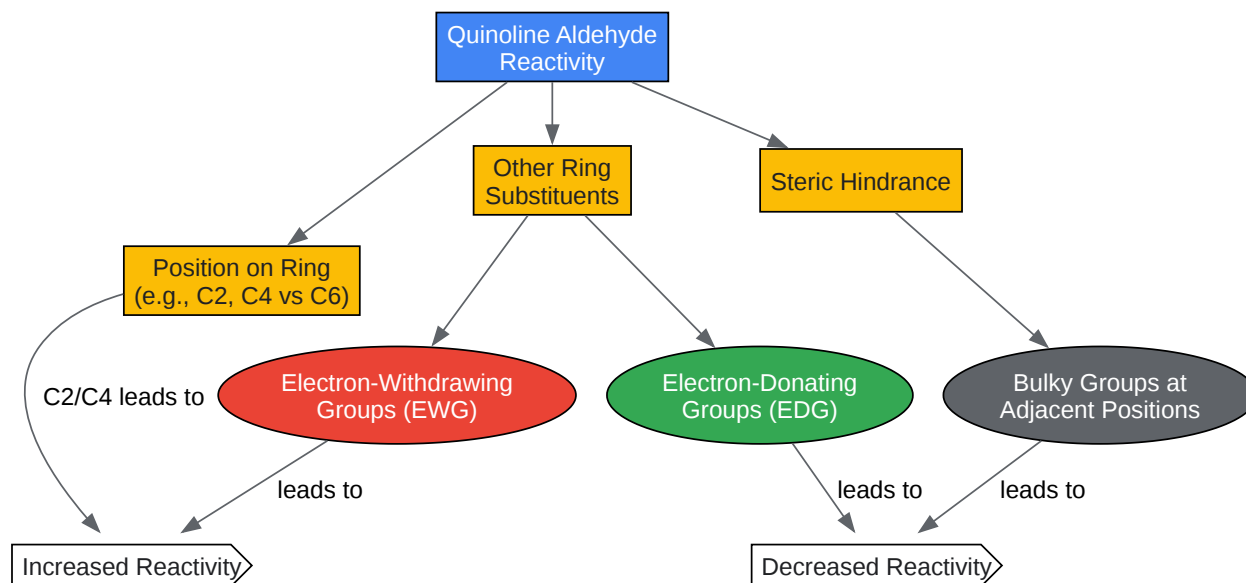 Quinoline Aldehyde
Reactivity
Other Ring
Substituents
Steric Hindrance
Position on Ring
(e.g., C2, C4 vs C6)
C2/C4 leads to
Electron-Withdrawing
Groups (EWG)
Electron-Donating
Groups (EDG)
Bulky Groups at
Adjacent Positions
leads to
leads to
leads to
Increased Reactivity
Decreased Reactivity